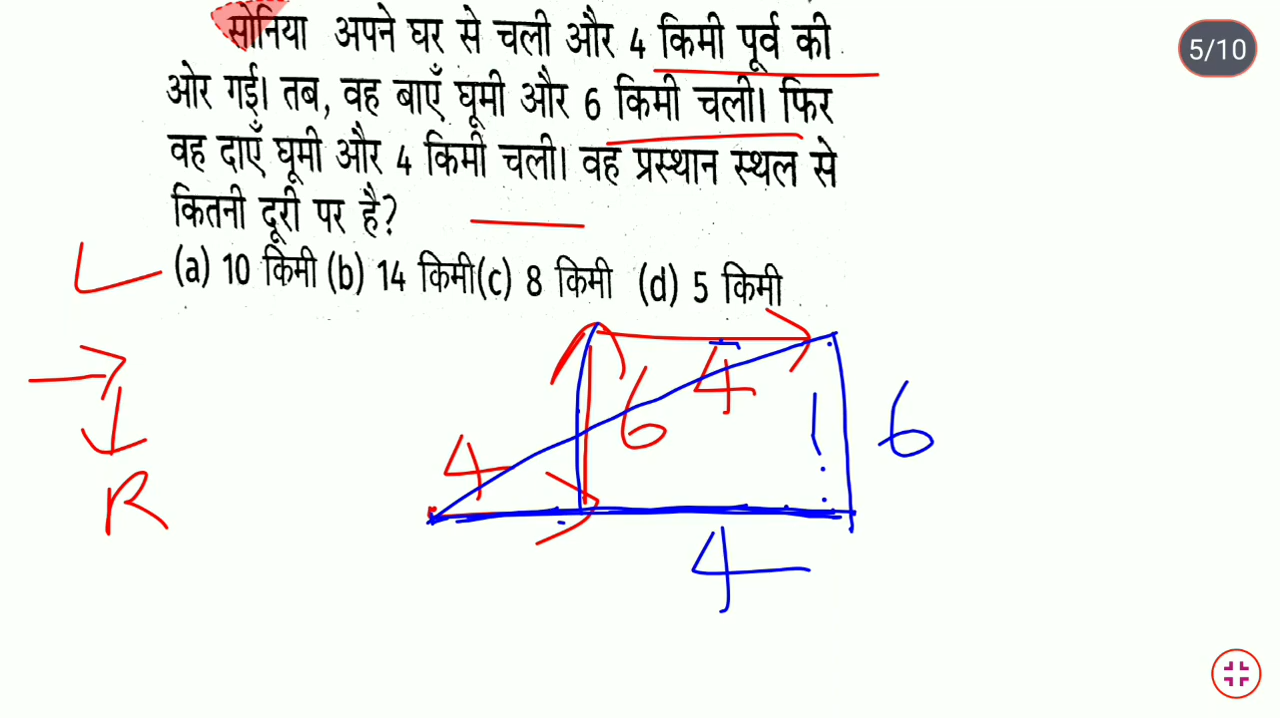 सोनिया अपने घर से चली और 4 किमी पूर्व की
ओर गई। तब, वह बाएँ घूमी और 6 किमी चली। फिर
वह दाएँ घूमी और 4 किमी चली। वह प्रस्थान स्थल से
कितनी दूरी पर है?
(a) 10 किमी (b) 14 किमी(c) 8 किमी (d) 5 किमी
5/10
4
6
4
6
4
R